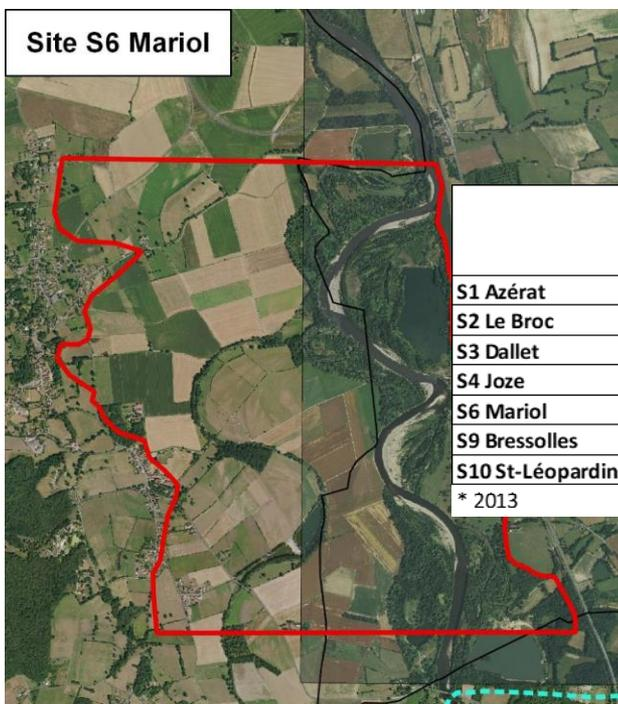 Site S6 Mariol
S1 Azérat
S2 Le Broc
S3 Dallet
S4 Joze
S6 Mariol
S9 Bressolles
S10 St-Léopardin
* 2013